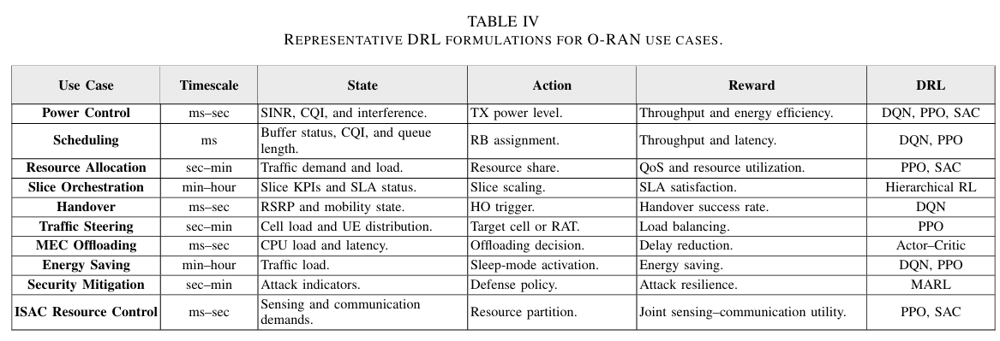 TABLE IV
REPRESENTATIVE DRL FORMULATIONS FOR O-RAN USE CASES.
Use Case Timescale State Action Reward DRL
Power Control ms–sec SINR, CQI, and interference. TX power level. Throughput and energy efficiency. DQN, PPO, SAC
Scheduling ms Buffer status, CQI, and queue length. RB assignment. Throughput and latency. DQN, PPO
Resource Allocation sec–min Traffic demand and load. Resource share. QoS and resource utilization. PPO, SAC
Slice Orchestration min–hour Slice KPIs and SLA status. Slice scaling. SLA satisfaction. Hierarchical RL
Handover ms–sec RSRP and mobility state. HO trigger. Handover success rate. DQN
Traffic Steering sec–min Cell load and UE distribution. Target cell or RAT. Load balancing. PPO
MEC Offloading ms–sec CPU load and latency. Offloading decision. Delay reduction. Actor–Critic
Energy Saving min–hour Traffic load. Sleep-mode activation. Energy saving. DQN, PPO
Security Mitigation sec–min Attack indicators. Defense policy. Attack resilience. MARL
ISAC Resource Control ms–sec Sensing and communication demands. Resource partition. Joint sensing–communication utility. PPO, SAC